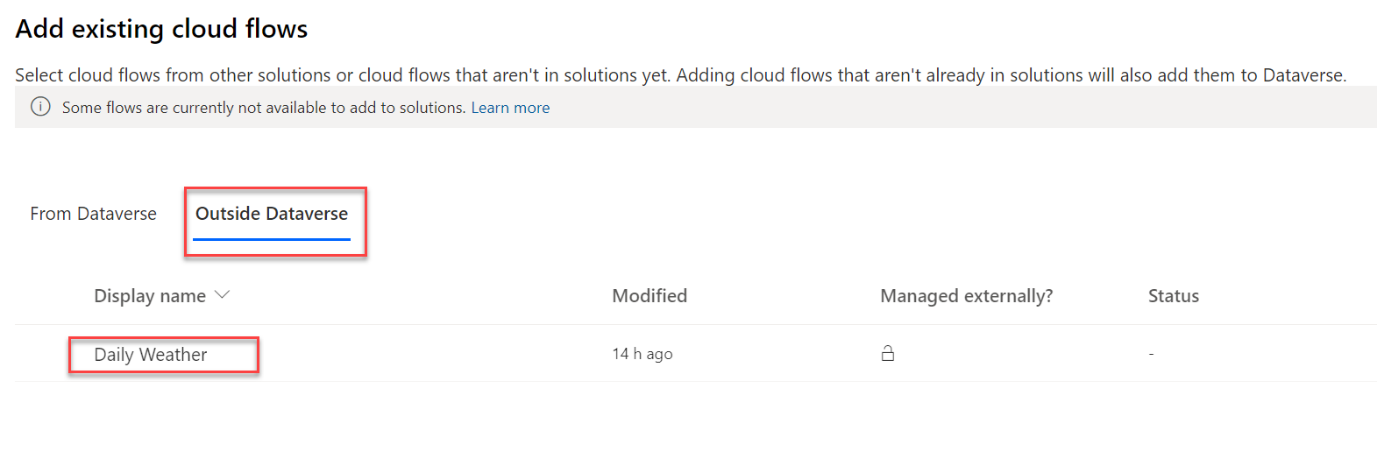 Add existing cloud flows
Select cloud flows from other solutions or cloud flows that aren't in solutions yet. Adding cloud flows that aren't already in solutions will also add them to Dataverse.
Some flows are currently not available to add to solutions. Learn more
From Dataverse Outside Dataverse
Display name Modified Managed externally? Status
Daily Weather 14 h ago -